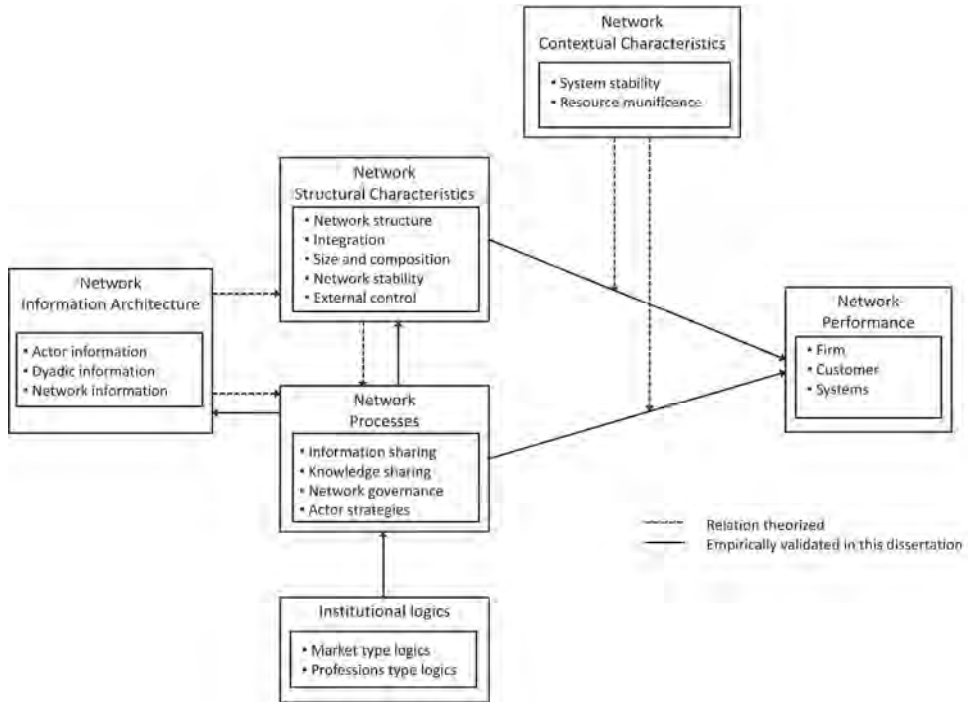 Network
Contextual Characteristics
• System stability
• Resource munificence
Network
Structural Characteristics
• Network structure
• Integration
• Size and composition
• Network stability
• External control
Network
Information Architecture
• Actor information
• Dyadic information
• Network information
Network
Performance
• Firm
• Customer
• Systems
Network
Processes
• Information sharing
• Knowledge sharing
• Network governance
• Actor strategies
Relation theorized
Empirically validated in this dissertation
Institutional logics
• Market type logics
• Professions type logics